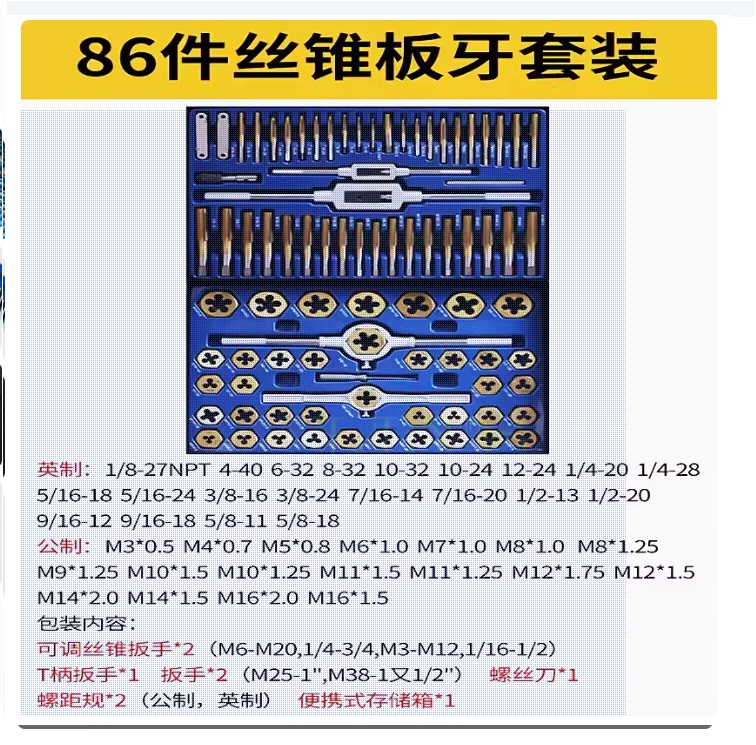 86件丝锥板牙套装
英制：1/8-27NPT 4-40 6-32 8-32 10-32 10-24 12-24 1/4-20 1/4-28
5/16-18 5/16-24 3/8-16 3/8-24 7/16-14 7/16-20 1/2-13 1/2-20
9/16-12 9/16-18 5/8-11 5/8-18
公制：M3*0.5 M4*0.7 M5*0.8 M6*1.0 M7*1.0 M8*1.0 M8*1.25
M9*1.25 M10*1.5 M10*1.25 M11*1.5 M11*1.25 M12*1.75 M12*1.5
M14*2.0 M14*1.5 M16*2.0 M16*1.5
包装内容：
可调丝锥扳手*2（M6-M20,1/4-3/4,M3-M12,1/16-1/2）
T柄扳手*1 扳手*2（M25-1",M38-1又1/2"） 螺丝刀*1
螺距规*2（公制，英制） 便携式存储箱*1